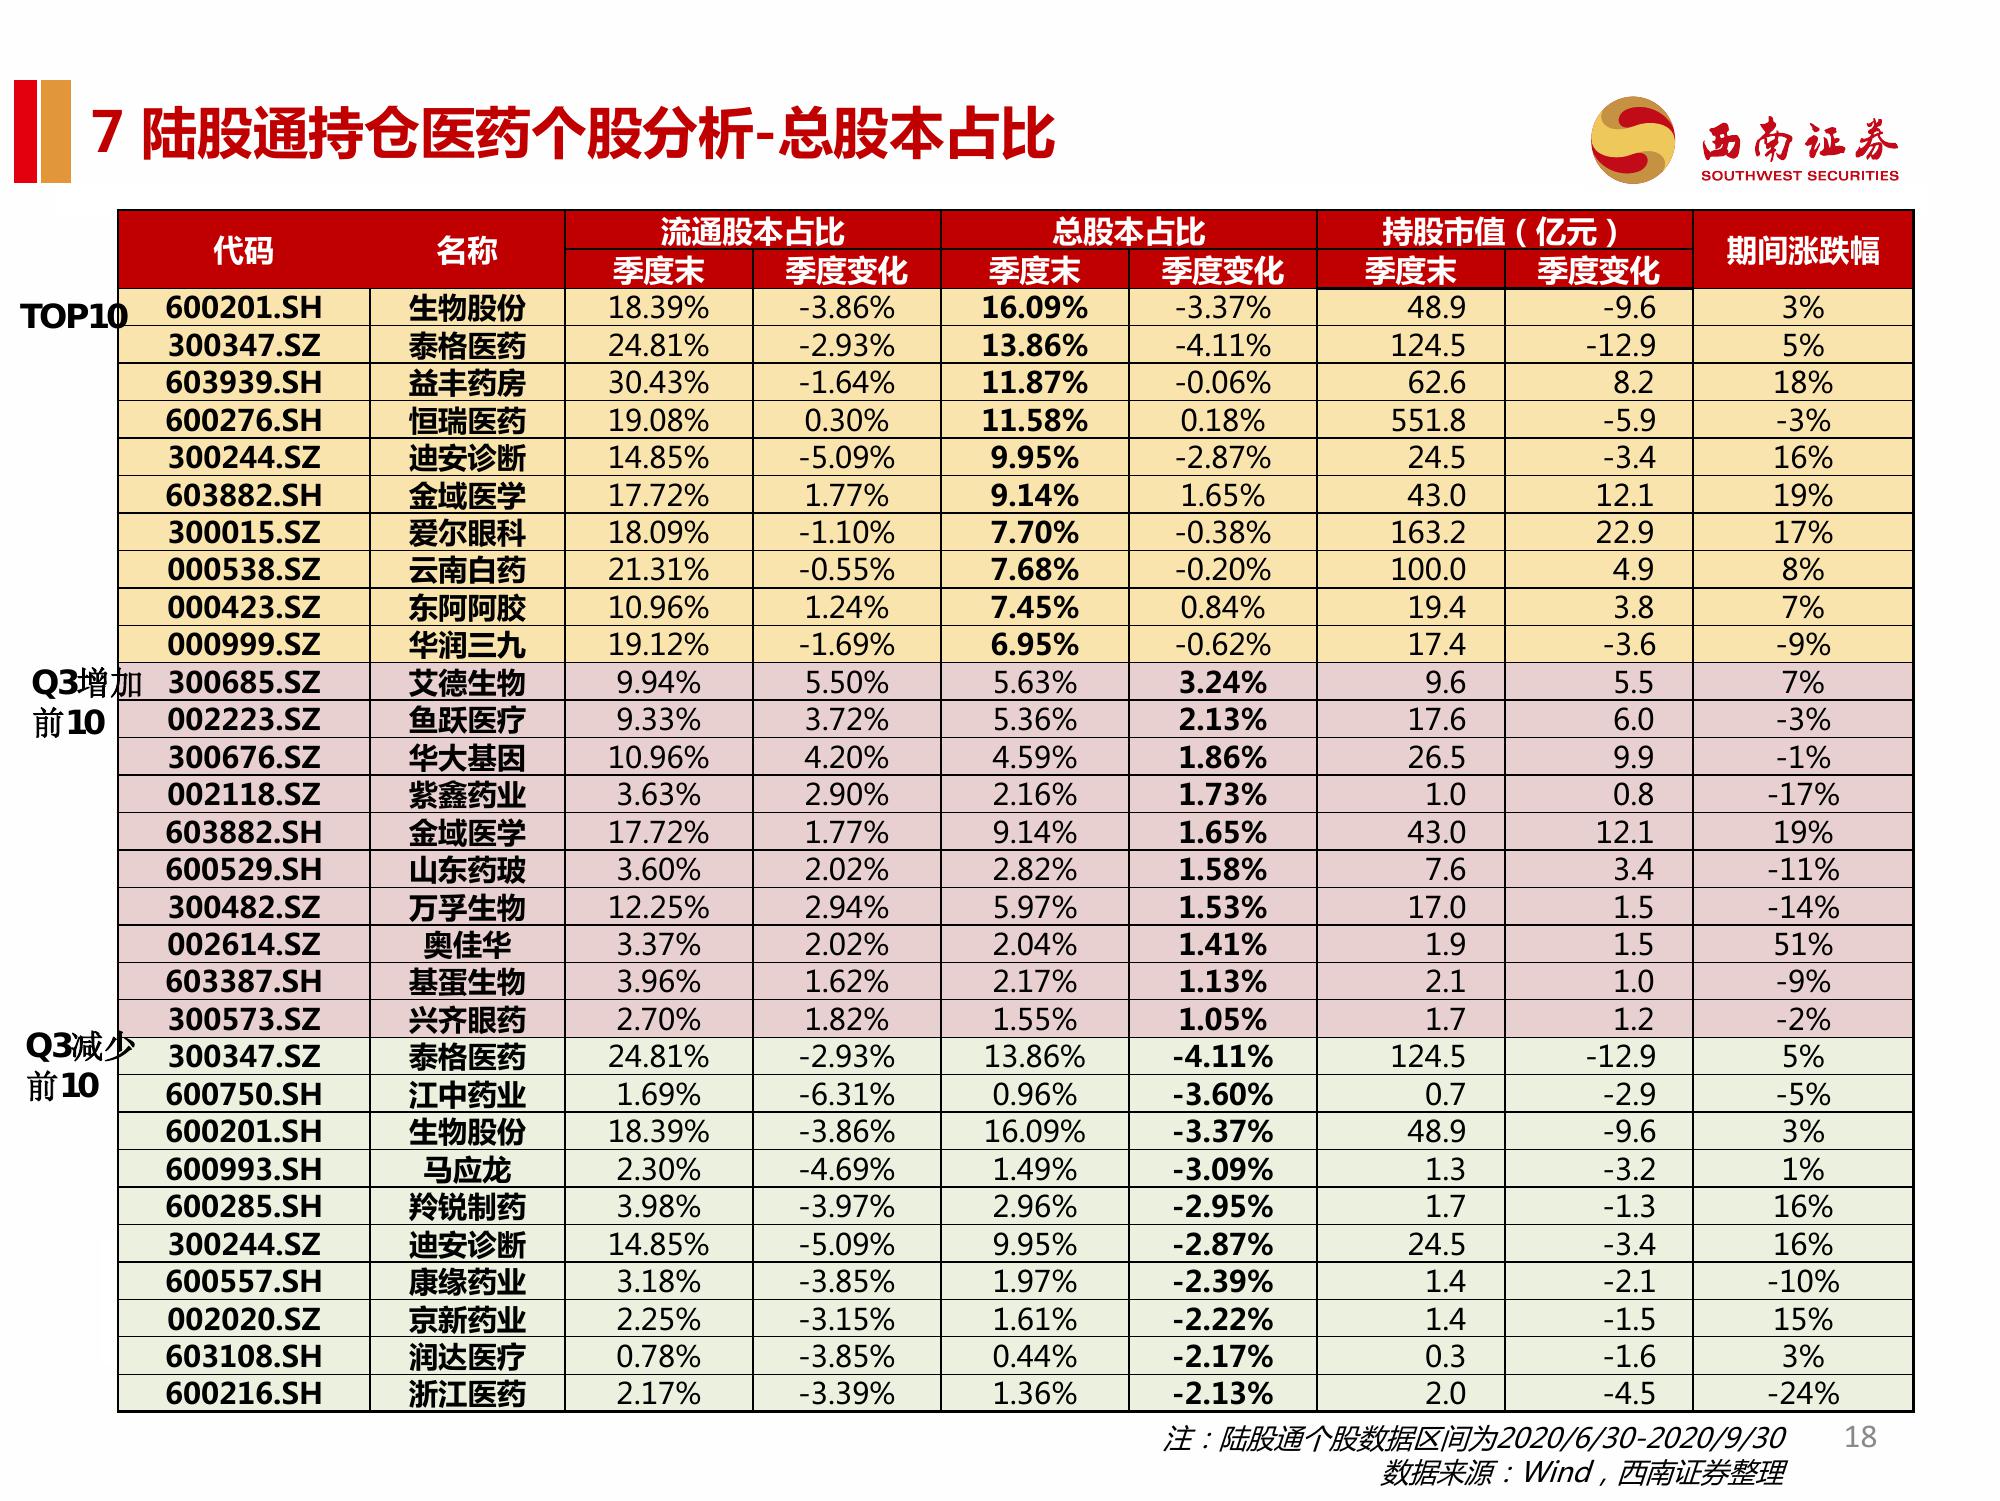 7 陆股通持仓医药个股分析-总股本占比
西南证券
SOUTHWEST SECURITIES
代码 名称 流通股本占比 总股本占比 持股市值（亿元） 期间涨跌幅
季度末 季度变化 季度末 季度变化 季度末 季度变化
TOP10
600201.SH 生物股份 18.39% -3.86% 16.09% -3.37% 48.9 -9.6 3%
300347.SZ 泰格医药 24.81% -2.93% 13.86% -4.11% 124.5 -12.9 5%
603939.SH 益丰药房 30.43% -1.64% 11.87% -0.06% 62.6 8.2 18%
600276.SH 恒瑞医药 19.08% 0.30% 11.58% 0.18% 551.8 -5.9 -3%
300244.SZ 迪安诊断 14.85% -5.09% 9.95% -2.87% 24.5 -3.4 16%
603882.SH 金域医学 17.72% 1.77% 9.14% 1.65% 43.0 12.1 19%
300015.SZ 爱尔眼科 18.09% -1.10% 7.70% -0.38% 163.2 22.9 17%
000538.SZ 云南白药 21.31% -0.55% 7.68% -0.20% 100.0 4.9 8%
000423.SZ 东阿阿胶 10.96% 1.24% 7.45% 0.84% 19.4 3.8 7%
000999.SZ 华润三九 19.12% -1.69% 6.95% -0.62% 17.4 -3.6 -9%
Q3增加
前10
300685.SZ 艾德生物 9.94% 5.50% 5.63% 3.24% 9.6 5.5 7%
002223.SZ 鱼跃医疗 9.33% 3.72% 5.36% 2.13% 17.6 6.0 -3%
300676.SZ 华大基因 10.96% 4.20% 4.59% 1.86% 26.5 9.9 -1%
002118.SZ 紫鑫药业 3.63% 2.90% 2.16% 1.73% 1.0 0.8 -17%
603882.SH 金域医学 17.72% 1.77% 9.14% 1.65% 43.0 12.1 19%
600529.SH 山东药玻 3.60% 2.02% 2.82% 1.58% 7.6 3.4 -11%
300482.SZ 万孚生物 12.25% 2.94% 5.97% 1.53% 17.0 1.5 -14%
002614.SZ 奥佳华 3.37% 2.02% 2.04% 1.41% 1.9 1.5 51%
603387.SH 基蛋生物 3.96% 1.62% 2.17% 1.13% 2.1 1.0 -9%
300573.SZ 兴齐眼药 2.70% 1.82% 1.55% 1.05% 1.7 1.2 -2%
Q3减少
前10
300347.SZ 泰格医药 24.81% -2.93% 13.86% -4.11% 124.5 -12.9 5%
600750.SH 江中药业 1.69% -6.31% 0.96% -3.60% 0.7 -2.9 -5%
600201.SH 生物股份 18.39% -3.86% 16.09% -3.37% 48.9 -9.6 3%
600993.SH 马应龙 2.30% -4.69% 1.49% -3.09% 1.3 -3.2 1%
600285.SH 羚锐制药 3.98% -3.97% 2.96% -2.95% 1.7 -1.3 16%
300244.SZ 迪安诊断 14.85% -5.09% 9.95% -2.87% 24.5 -3.4 16%
600557.SH 康缘药业 3.18% -3.85% 1.97% -2.39% 1.4 -2.1 -10%
002020.SZ 京新药业 2.25% -3.15% 1.61% -2.22% 1.4 -1.5 15%
603108.SH 润达医疗 0.78% -3.85% 0.44% -2.17% 0.3 -1.6 3%
600216.SH 浙江医药 2.17% -3.39% 1.36% -2.13% 2.0 -4.5 -24%
注：陆股通个股数据区间为2020/6/30-2020/9/30
数据来源：Wind，西南证券整理
18